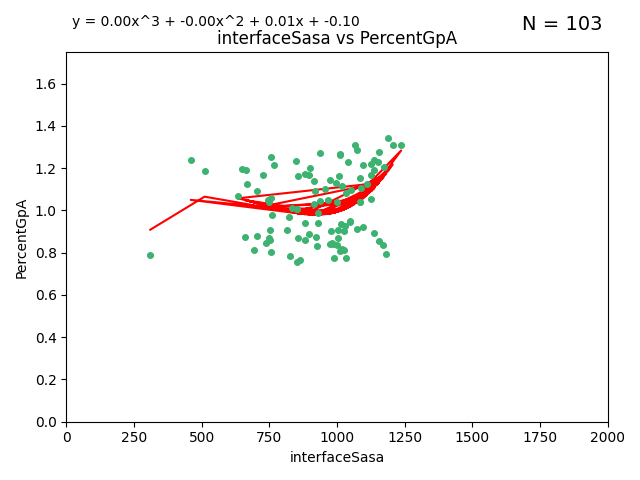 y = 0.00x^3 + -0.00x^2 + 0.01x + -0.10
N = 103
interfaceSasa vs PercentGpA
PercentGpA
1.6
1.4
1.2
1.0
0.8
0.6
0.4
0.2
0.0
0 250 500 750 1000 1250 1500 1750 2000
interfaceSasa